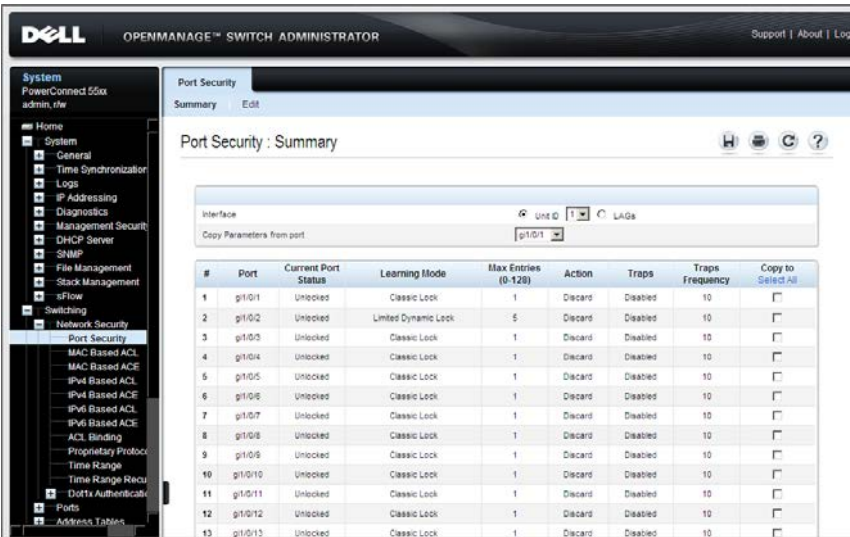 DELL OPENMANAGE™ SWITCH ADMINISTRATOR Support | About | Log
System
PowerConnect 55xx
admin, r/w
Home
System
General
Time Synchronization
Logs
IP Addressing
Diagnostics
Management Security
DHCP Server
SNMP
File Management
Stack Management
sFlow
Switching
Network Security
Port Security
MAC Based ACL
MAC Based ACE
IPv4 Based ACL
IPv4 Based ACE
IPv6 Based ACL
IPv6 Based ACE
ACL Binding
Proprietary Protoco
Time Range
Time Range Recu
Dot1x Authenticatio
Ports
Address Tables
Port Security
Summary Edit
Port Security : Summary
Interface Unit ID 1 LAGs
Copy Parameters from port gi1/0/1
# Port Current Port Status Learning Mode Max Entries (0-128) Action Traps Traps Frequency Copy to Select All
1 gi1/0/1 Unlocked Classic Lock 1 Discard Disabled 10
2 gi1/0/2 Unlocked Limited Dynamic Lock 5 Discard Disabled 10
3 gi1/0/3 Unlocked Classic Lock 1 Discard Disabled 10
4 gi1/0/4 Unlocked Classic Lock 1 Discard Disabled 10
5 gi1/0/5 Unlocked Classic Lock 1 Discard Disabled 10
6 gi1/0/6 Unlocked Classic Lock 1 Discard Disabled 10
7 gi1/0/7 Unlocked Classic Lock 1 Discard Disabled 10
8 gi1/0/8 Unlocked Classic Lock 1 Discard Disabled 10
9 gi1/0/9 Unlocked Classic Lock 1 Discard Disabled 10
10 gi1/0/10 Unlocked Classic Lock 1 Discard Disabled 10
11 gi1/0/11 Unlocked Classic Lock 1 Discard Disabled 10
12 gi1/0/12 Unlocked Classic Lock 1 Discard Disabled 10
13 gi1/0/13 Unlocked Classic Lock 1 Discard Disabled 10